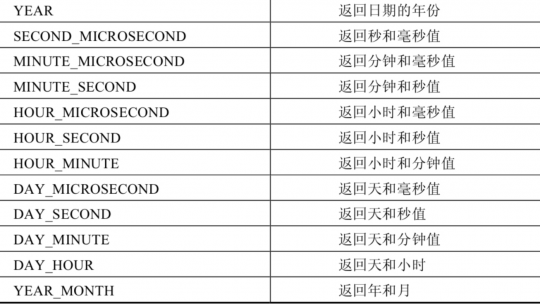 YEAR 返回日期的年份
SECOND_MICROSECOND 返回秒和毫秒值
MINUTE_MICROSECOND 返回分钟和毫秒值
MINUTE_SECOND 返回分钟和秒值
HOUR_MICROSECOND 返回小时和毫秒值
HOUR_SECOND 返回小时和秒值
HOUR_MINUTE 返回小时和分钟值
DAY_MICROSECOND 返回天和毫秒值
DAY_SECOND 返回天和秒值
DAY_MINUTE 返回天和分钟值
DAY_HOUR 返回天和小时
YEAR_MONTH 返回年和月